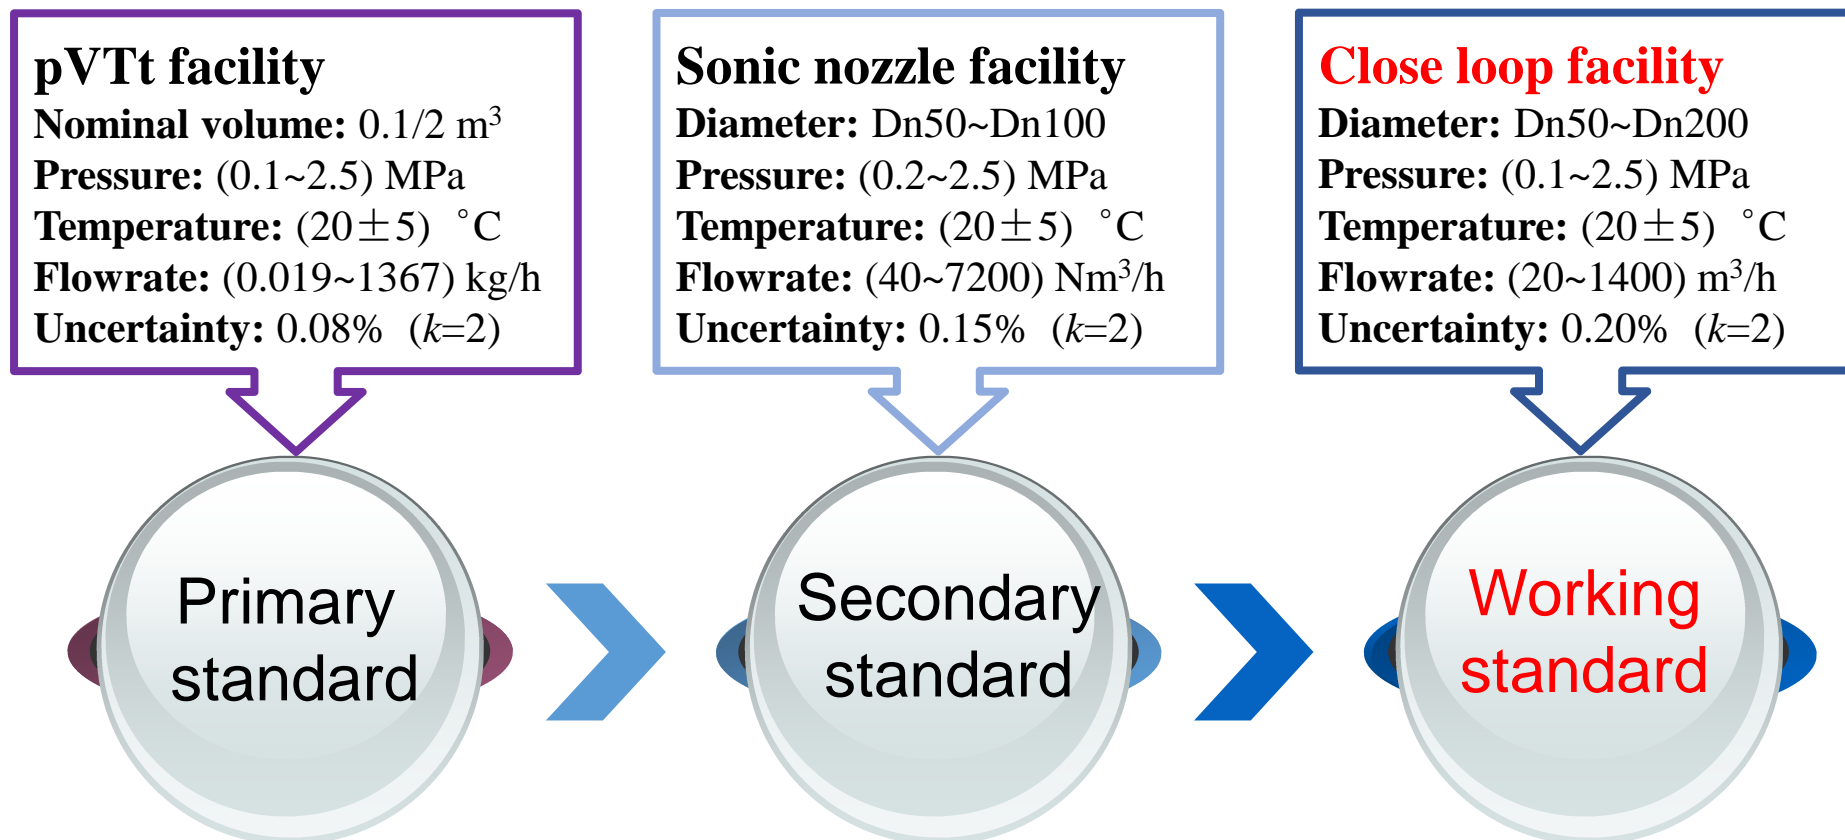 pVTt facility
Nominal volume: 0.1/2 m³
Pressure: (0.1~2.5) MPa
Temperature: (20±5) °C
Flowrate: (0.019~1367) kg/h
Uncertainty: 0.08% (k=2)
Sonic nozzle facility
Diameter: Dn50~Dn100
Pressure: (0.2~2.5) MPa
Temperature: (20±5) °C
Flowrate: (40~7200) Nm³/h
Uncertainty: 0.15% (k=2)
Close loop facility
Diameter: Dn50~Dn200
Pressure: (0.1~2.5) MPa
Temperature: (20±5) °C
Flowrate: (20~1400) m³/h
Uncertainty: 0.20% (k=2)
Primary
standard
Secondary
standard
Working
standard